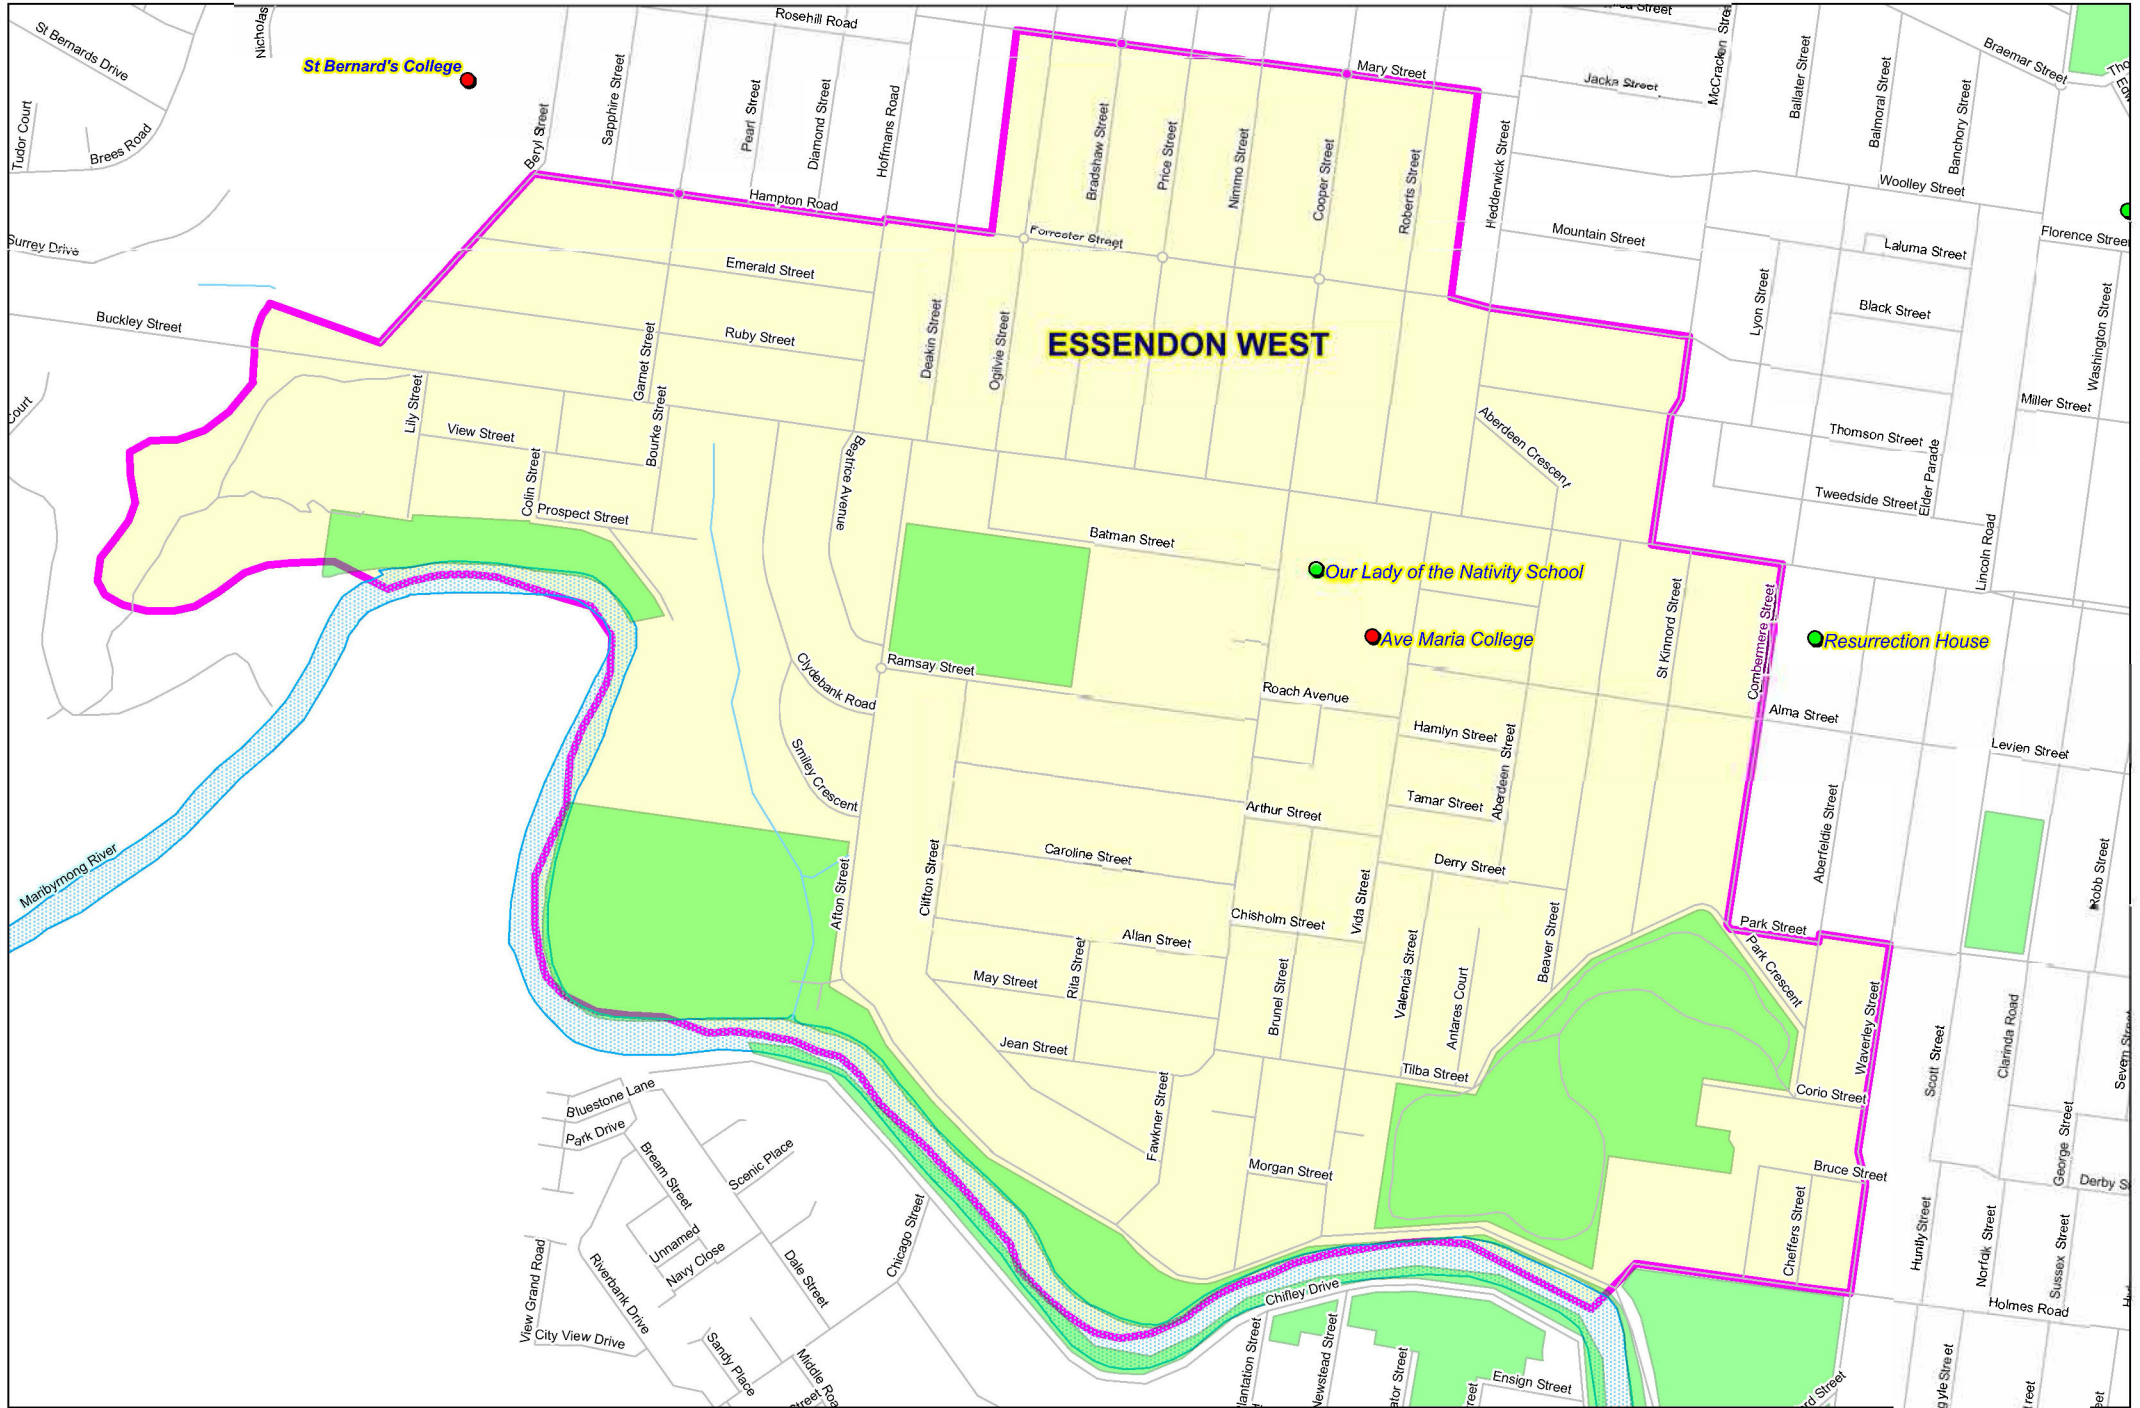 Rosehill Road
Nicholas
St Bernards Drive
St Bernard's College
Mary Street
McCracken
Braemar Street
Jacka Street
Sapphire Street
Pearl Street
Diamond Street
Hoffmans Road
Beryl Street
Tudor Court
Brees Road
Bradshaw Street
Price Street
Nimmo Street
Cooper Street
Roberts Street
Hedderwick Street
Ballater Street
Balmoral Street
Banchory Street
Woolley Street
Hampton Road
Forrester Street
Mountain Street
Laluma Street
Florence Street
Surrey Drive
Emerald Street
Lyon Street
Black Street
Washington Street
Buckley Street
Ruby Street
Garnet Street
Deakin Street
Ogilvie Street
ESSENDON WEST
Court
Lily Street
View Street
Bourke Street
Beatrice Avenue
Aberdeen Crescent
Miller Street
Thomson Street
Elder Parade
Colin Street
Prospect Street
Tweedside Street
Lincoln Road
Batman Street
Our Lady of the Nativity School
Ave Maria College
St Kinnord Street
Combermere Street
Resurrection House
Ramsay Street
Clydebank Road
Roach Avenue
Alma Street
Hamlyn Street
Aberdeen Street
Levien Street
Smiley Crescent
Arthur Street
Tamar Street
Aberfeldie Street
Maribyrnong River
Caroline Street
Derry Street
Robb Street
Afton Street
Clifton Street
Vida Street
Chisholm Street
Allan Street
Park Street
Park Crescent
Rita Street
May Street
Brunel Street
Valencia Street
Antares Court
Beaver Street
Waverley Street
Scott Street
Clarinda Road
Severn Street
Jean Street
Tilba Street
Corio Street
Bluestone Lane
Park Drive
Bream Street
Scenic Place
Fawkner Street
Morgan Street
Bruce Street
George Street
Derby
Cheffers Street
Huntly Street
Norfolk Street
Sussex Street
Chicago Street
Unnamed
Navy Close
Dale Street
Riverbank Drive
View Grand Road
City View Drive
Chifley Drive
Holmes Road
Sandy Place
Middle
Newstead Street
Ensign Street
Street